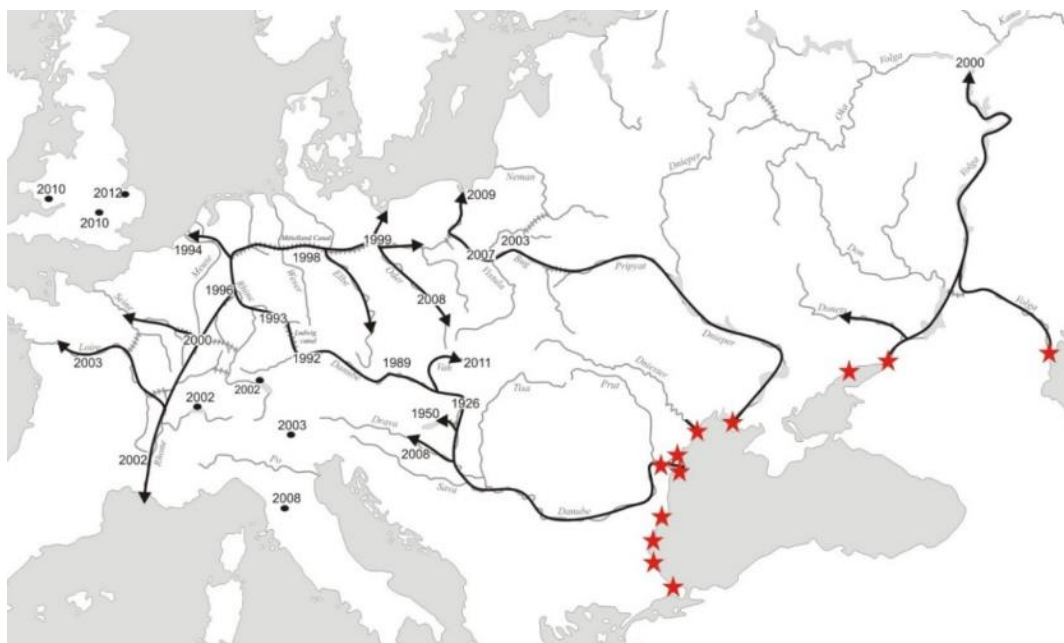 Volga
Kama
2000
Oka
Dnieper
Neman
2010
2012
2009
2010
Volga
Mittelland Canal
1999
2003
1994
1998
2007
Don
Meuse
Elbe
Oder
Bug
Pripyat
Weser
Vistula
1996
Rhine
Seine
2008
Volga
1993
Donets
Ludwig
canal
2000
Dnieper
Loire
2003
1992
1989
Vah
2011
Danube
Dniester
2002
Tisa
Prut
2002
1926
1950
Drava
2003
2008
2002
Rhone
Po
Sava
2008
Danube